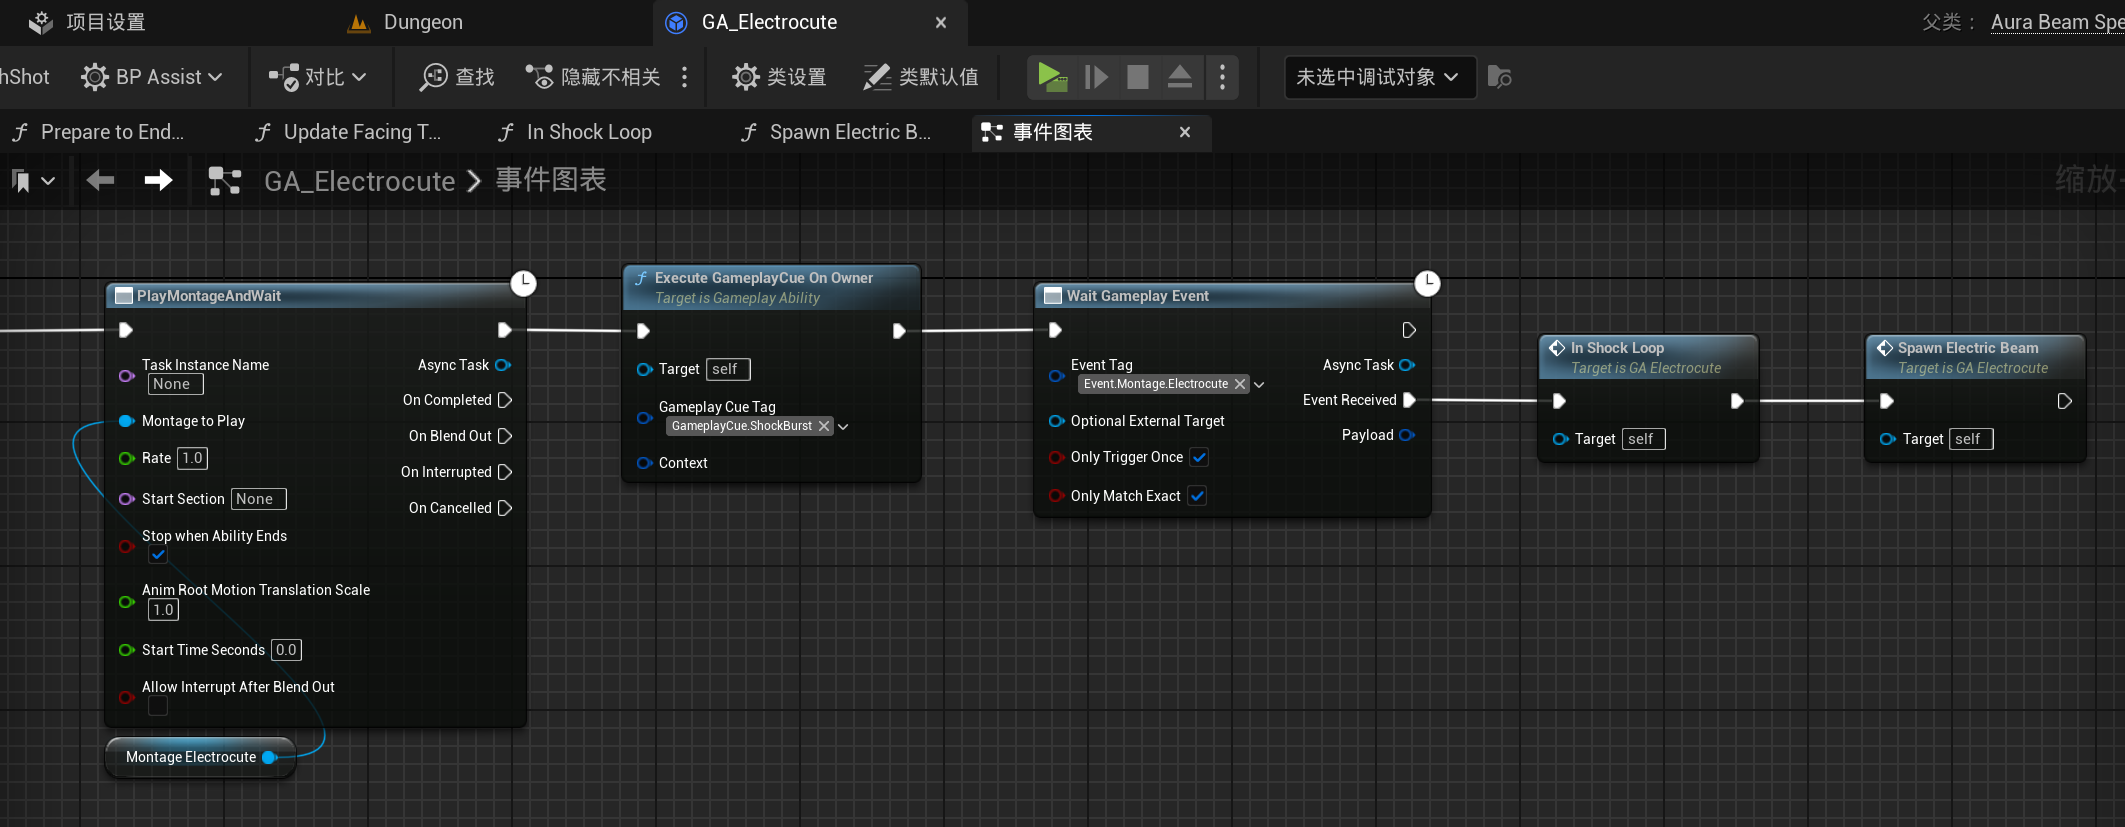 项目设置
Dungeon
GA_Electrocute
父类：
Aura Beam Spe
hShot
BP Assist
对比
查找
隐藏不相关
类设置
类默认值
未选中调试对象
Prepare to End...
Update Facing T...
In Shock Loop
Spawn Electric B...
事件图表
GA_Electrocute
事件图表
缩放-
PlayMontageAndWait
Task Instance Name
None
Montage to Play
Rate 1.0
Start Section None
Stop when Ability Ends
Anim Root Motion Translation Scale
1.0
Start Time Seconds 0.0
Allow Interrupt After Blend Out
Async Task
On Completed
On Blend Out
On Interrupted
On Cancelled
Montage Electrocute
Execute GameplayCue On Owner
Target is Gameplay Ability
Target self
Gameplay Cue Tag
GameplayCue.ShockBurst
Context
Wait Gameplay Event
Event Tag
Event.Montage.Electrocute
Optional External Target
Only Trigger Once
Only Match Exact
Async Task
Event Received
Payload
In Shock Loop
Target is GA Electrocute
Target self
Spawn Electric Beam
Target is GA Electrocute
Target self